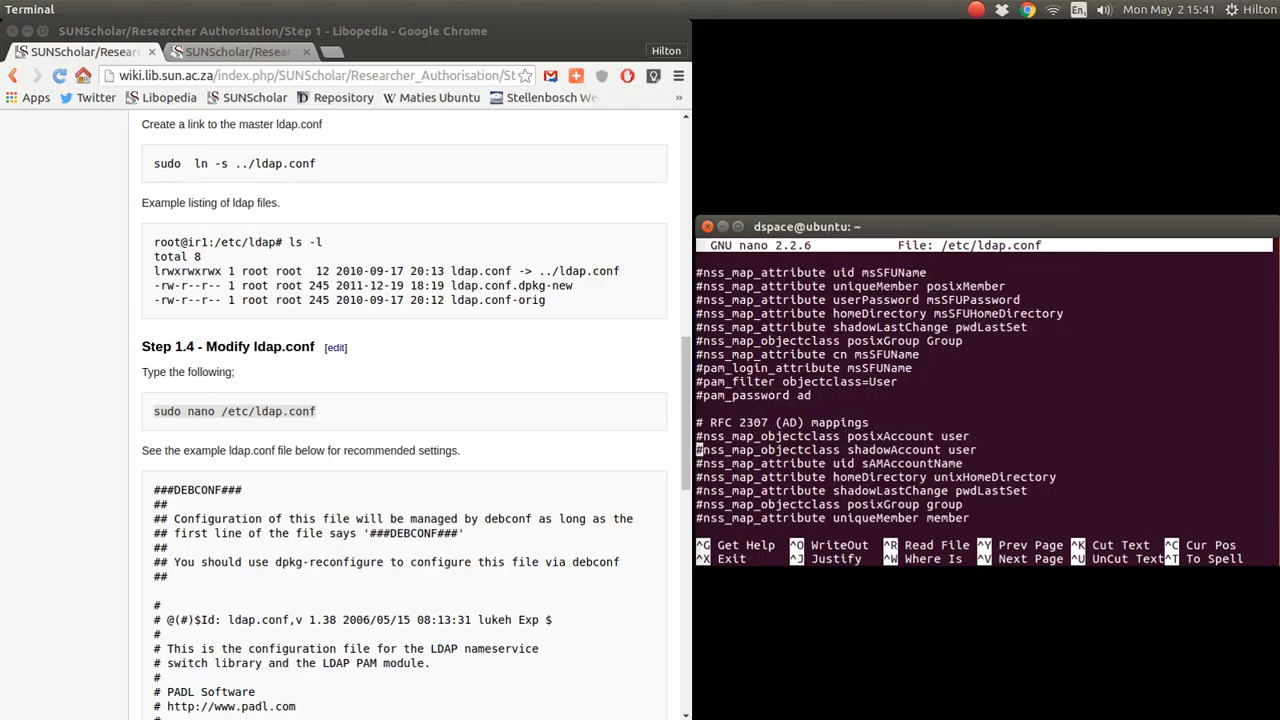 Terminal
En
Mon May 2 15:41
Hilton
SUNScholar/Researcher Authorisation/Step 1 - Libopedia - Google Chrome
SUNScholar/Researc
SUNScholar/Researc
Hilton
wiki.lib.sun.ac.za/index.php/SUNScholar/Researcher_Authorisation/St
Apps
Twitter
Libopedia
SUNScholar
Repository
Maties Ubuntu
Stellenbosch We
»
Create a link to the master ldap.conf
sudo  ln -s ../ldap.conf
Example listing of ldap files.
root@ir1:/etc/ldap# ls -l
total 8
lrwxrwxrwx 1 root root  12 2010-09-17 20:13 ldap.conf -> ../ldap.conf
-rw-r--r-- 1 root root 245 2011-12-19 18:19 ldap.conf.dpkg-new
-rw-r--r-- 1 root root 245 2010-09-17 20:12 ldap.conf-orig
Step 1.4 - Modify ldap.conf [edit]
Type the following;
sudo nano /etc/ldap.conf
See the example ldap.conf file below for recommended settings.
###DEBCONF###
##
## Configuration of this file will be managed by debconf as long as the
## first line of the file says '###DEBCONF###'
##
## You should use dpkg-reconfigure to configure this file via debconf
##
#
# @(#)$Id: ldap.conf,v 1.38 2006/05/15 08:13:31 lukeh Exp $
#
# This is the configuration file for the LDAP nameservice
# switch library and the LDAP PAM module.
#
# PADL Software
# http://www.padl.com
#
dspace@ubuntu: ~
GNU nano 2.2.6 File: /etc/ldap.conf
#nss_map_attribute uid msSFUName
#nss_map_attribute uniqueMember posixMember
#nss_map_attribute userPassword msSFUPassword
#nss_map_attribute homeDirectory msSFUHomeDirectory
#nss_map_attribute shadowLastChange pwdLastSet
#nss_map_objectclass posixGroup Group
#nss_map_attribute cn msSFUName
#pam_login_attribute msSFUName
#pam_filter objectclass=User
#pam_password ad
# RFC 2307 (AD) mappings
#nss_map_objectclass posixAccount user
#nss_map_objectclass shadowAccount user
#nss_map_attribute uid sAMAccountName
#nss_map_attribute homeDirectory unixHomeDirectory
#nss_map_attribute shadowLastChange pwdLastSet
#nss_map_objectclass posixGroup group
#nss_map_attribute uniqueMember member
^G Get Help ^O WriteOut ^R Read File ^Y Prev Page ^K Cut Text ^C Cur Pos
^X Exit ^J Justify ^W Where Is ^V Next Page ^U UnCut Text ^T To Spell